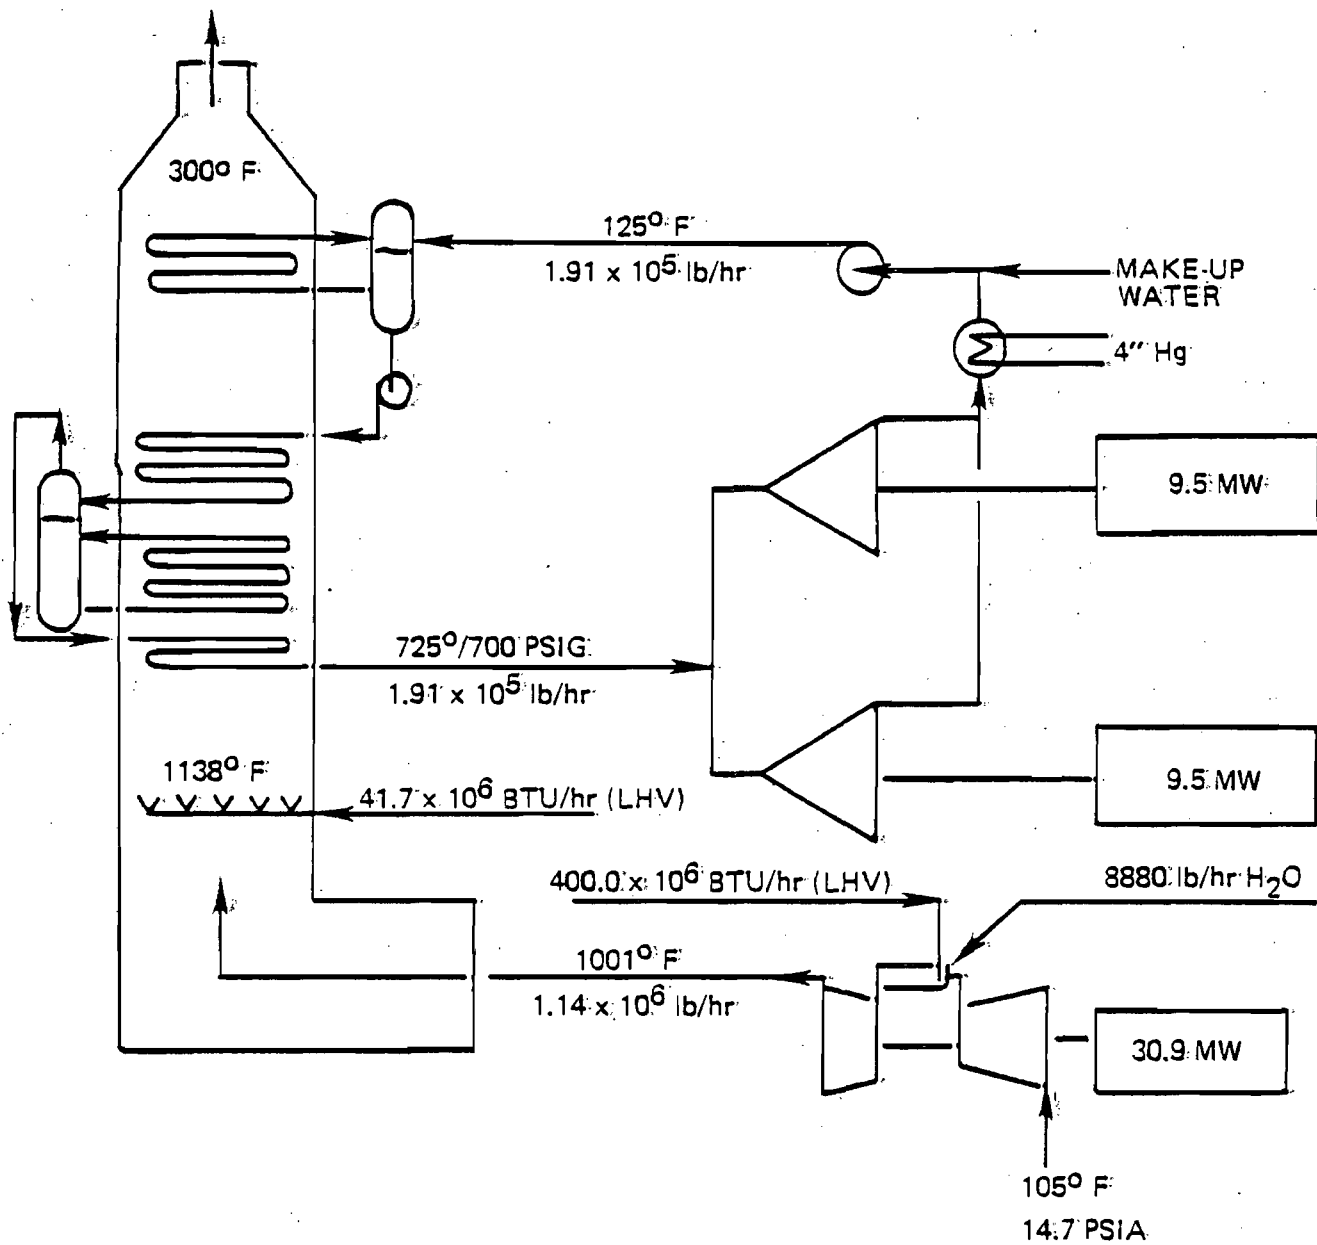 300° F
125° F
1.91 x 10⁵ lb/hr
MAKE-UP
WATER
4" Hg
9.5 MW
725°/700 PSIG
1.91 x 10⁵ lb/hr
1138° F
9.5 MW
41.7 x 10⁶ BTU/hr (LHV)
400.0 x 10⁶ BTU/hr (LHV)
8880 lb/hr H₂O
1001° F
1.14 x 10⁶ lb/hr
30.9 MW
105° F
14.7 PSIA